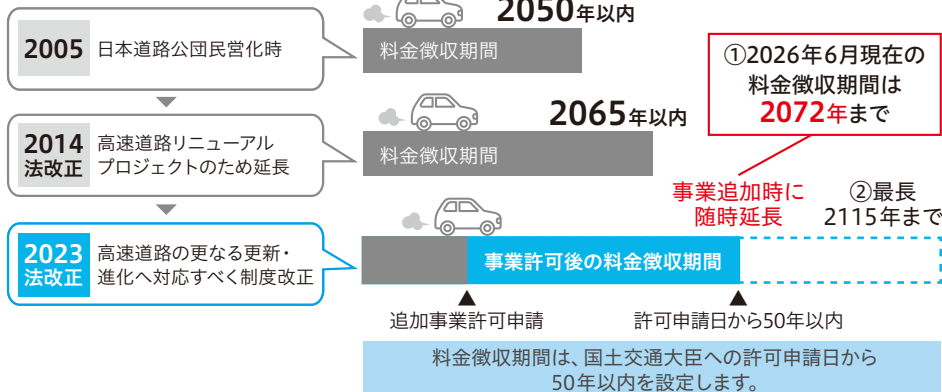 2050年以内
2005 日本道路公団民営化時
料金徴収期間
①2026年6月現在の
料金徴収期間は
2072年まで
2065年以内
2014
法改正
高速道路リニューアル
プロジェクトのため延長
料金徴収期間
事業追加時に
随時延長
②最長
2115年まで
2023
法改正
高速道路の更なる更新・
進化へ対応すべく制度改正
事業許可後の料金徴収期間
追加事業許可申請
許可申請日から50年以内
料金徴収期間は、国土交通大臣への許可申請日から
50年以内を設定します。